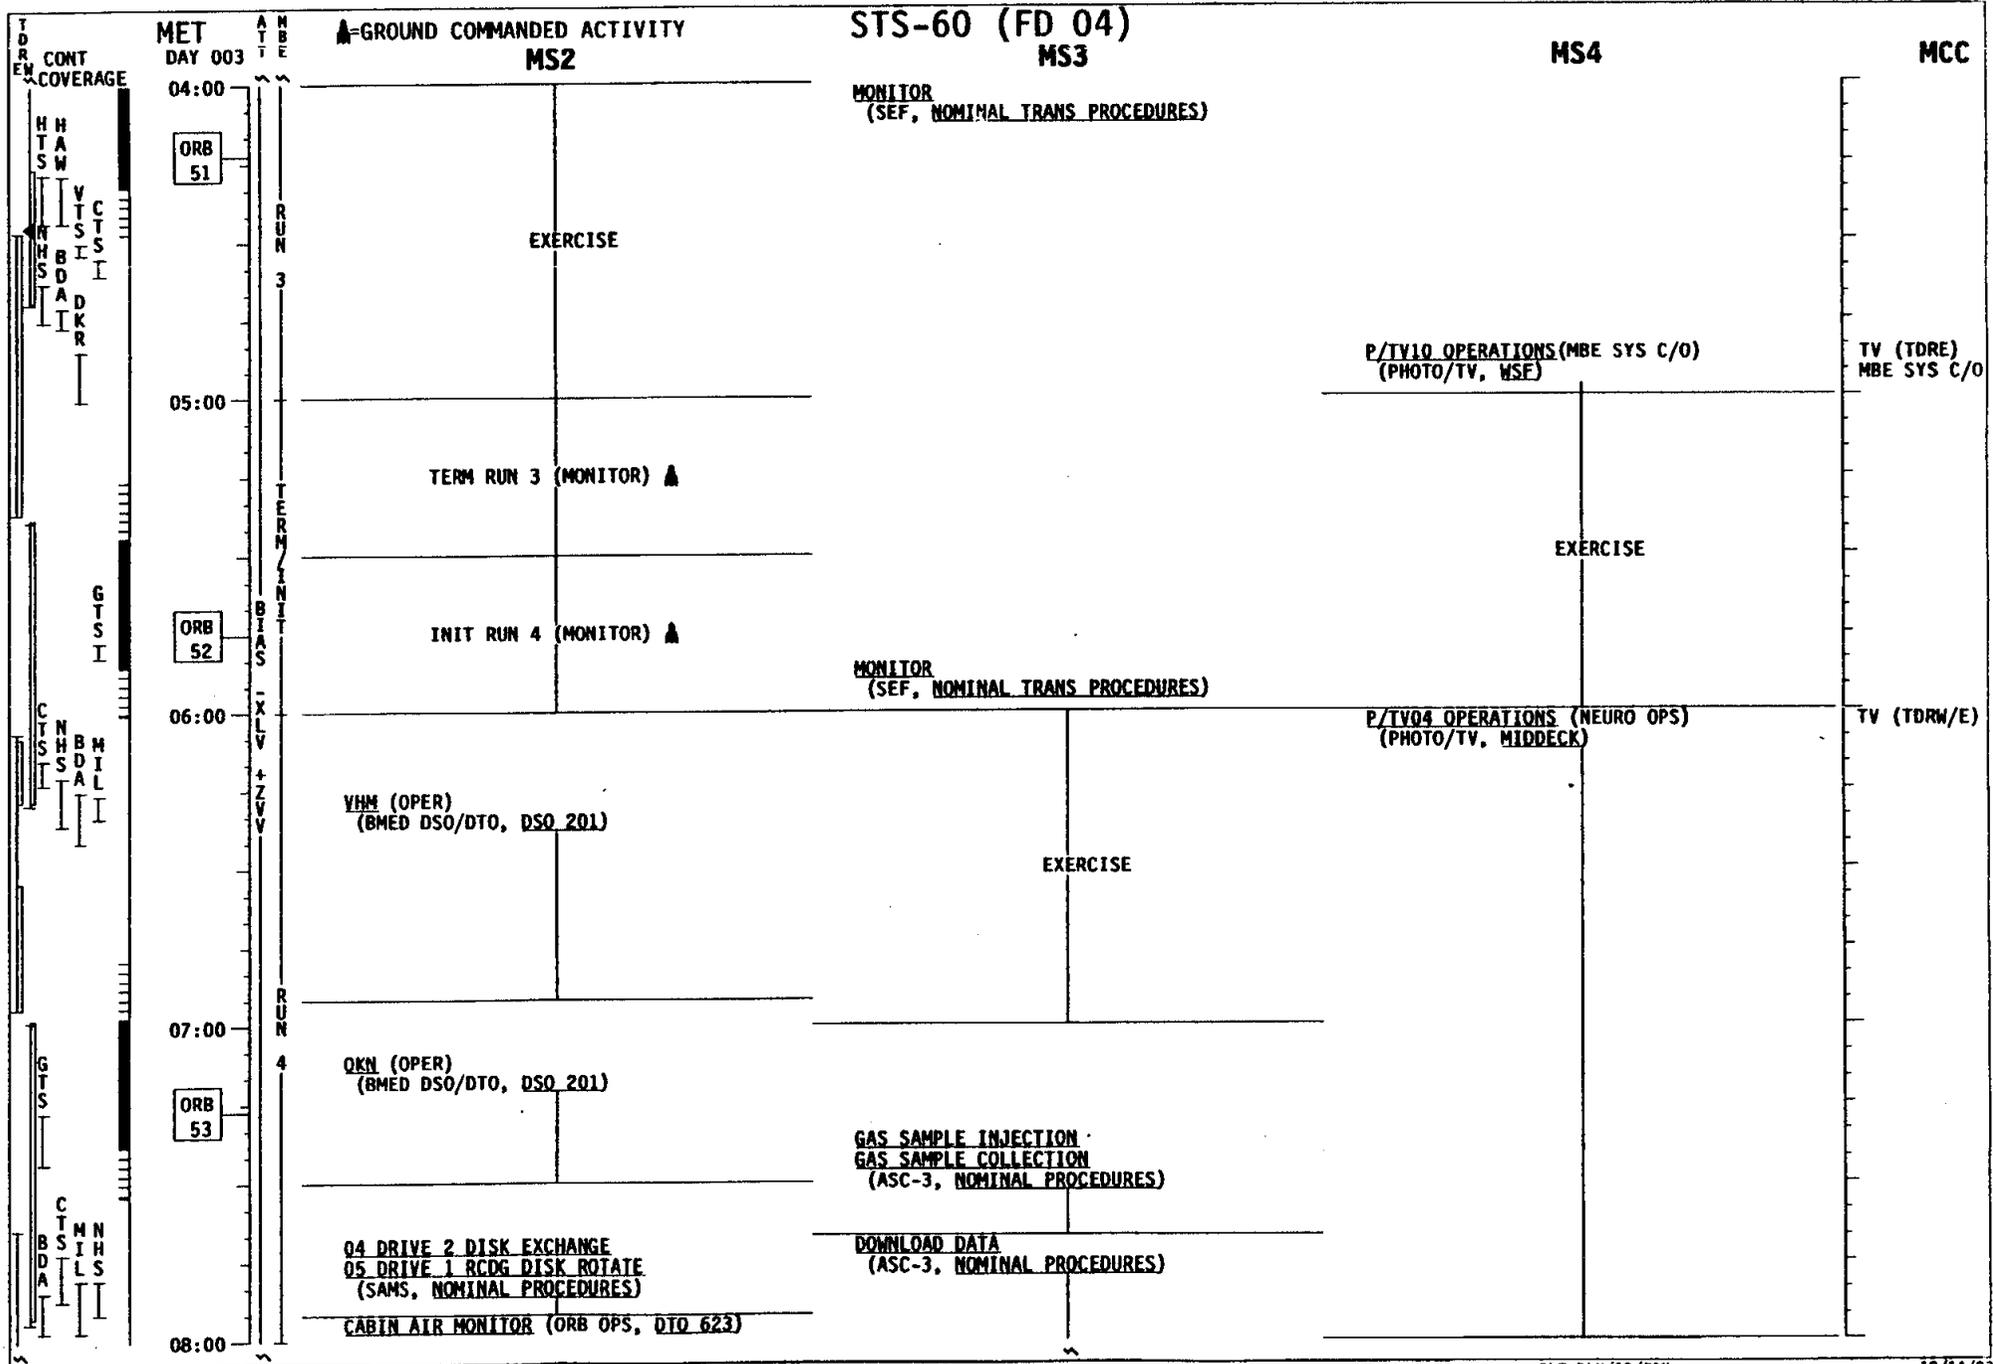 STS-60 (FD 04)
TDRE W
CONT COVERAGE
MET
DAY 003
ATT
MBE
=GROUND COMMANDED ACTIVITY
MS2
MS3
MS4
MCC
04:00
HTS
HAW
VTS
CTS
NHS
BDA
DKR
ORB 51
RUN 3
EXERCISE
MONITOR
(SEF, NOMINAL TRANS PROCEDURES)
P/TV10 OPERATIONS(MBE SYS C/O)
(PHOTO/TV, WSF)
TV (TDRE)
MBE SYS C/O
05:00
TERM RUN 3 (MONITOR)
TERM/INIT
EXERCISE
GTS
ORB 52
BIAS -XLV +ZVV
INIT RUN 4 (MONITOR)
MONITOR
(SEF, NOMINAL TRANS PROCEDURES)
06:00
CTS
NHS
BDA
MIL
P/TV04 OPERATIONS (NEURO OPS)
(PHOTO/TV, MIDDECK)
TV (TDRW/E)
VHM (OPER)
(BMED DSO/DTO, DSO 201)
EXERCISE
RUN 4
07:00
GTS
OKN (OPER)
(BMED DSO/DTO, DSO 201)
ORB 53
GAS SAMPLE INJECTION
GAS SAMPLE COLLECTION
(ASC-3, NOMINAL PROCEDURES)
BDA
CTS
MIL
NHS
04 DRIVE 2 DISK EXCHANGE
05 DRIVE 1 RCDG DISK ROTATE
(SAMS, NOMINAL PROCEDURES)
DOWNLOAD DATA
(ASC-3, NOMINAL PROCEDURES)
CABIN AIR MONITOR (ORB OPS, DTO 623)
08:00